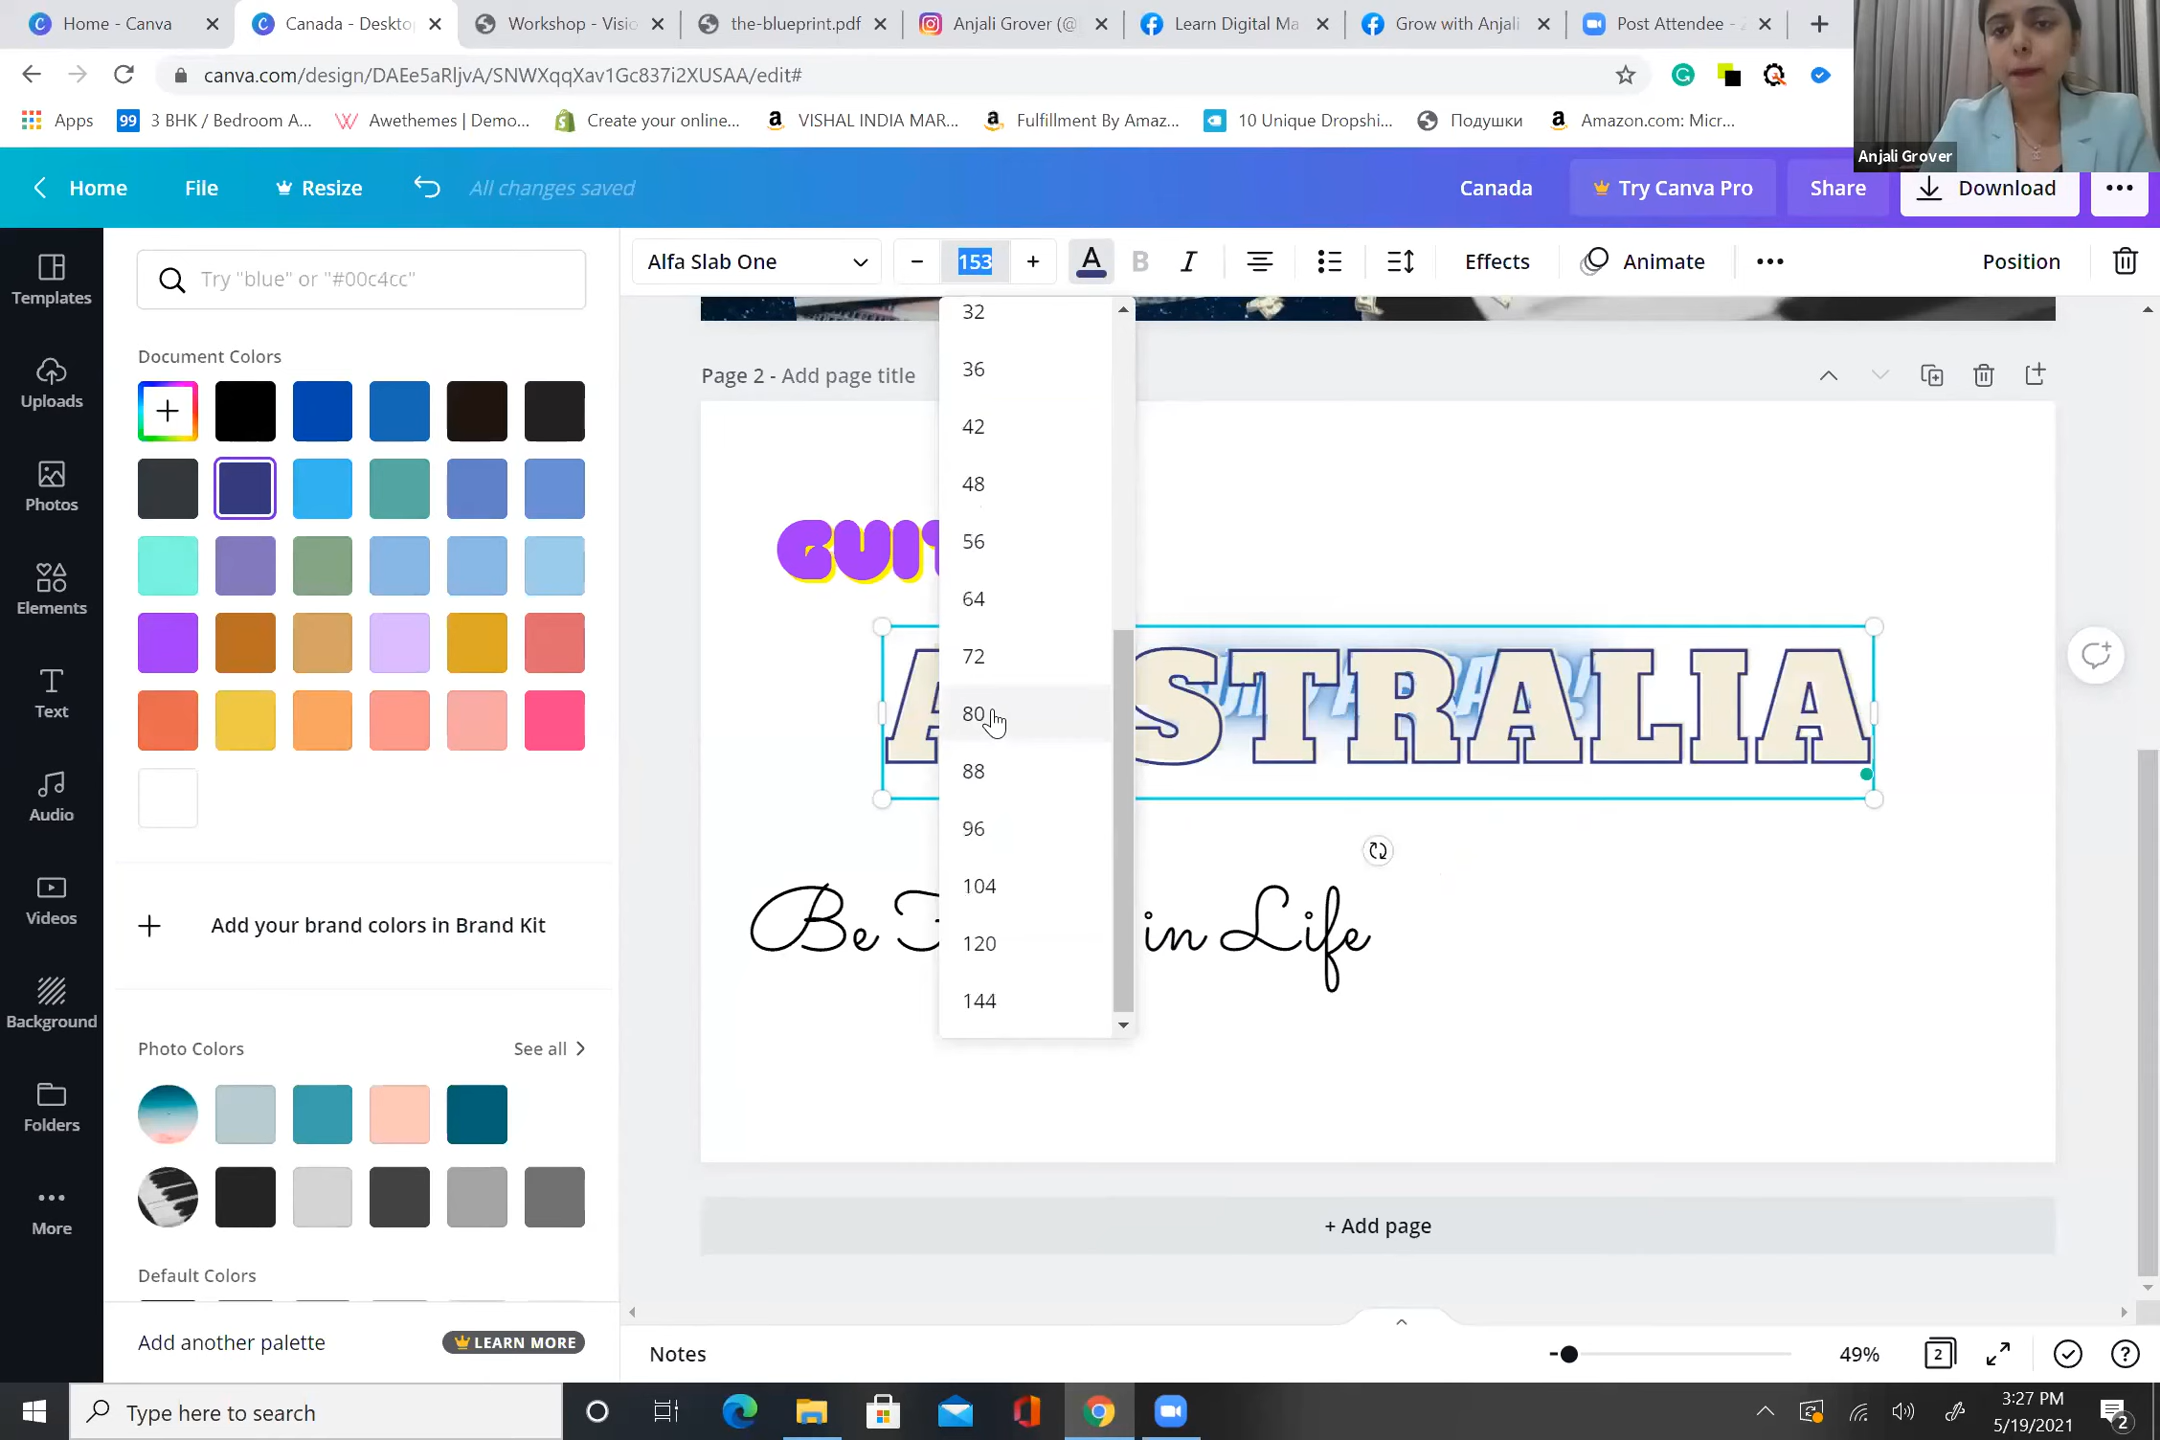 Home - Canva
Canada - Deskto
Workshop - Visio
the-blueprint.pdf
Anjali Grover (@
Learn Digital Ma
Grow with Anjali
Post Attendee - Z
canva.com/design/DAEe5aRljvA/SNWXqqXav1Gc837i2XUSAA/edit#
Apps
99 3 BHK / Bedroom A...
Awethemes | Demo...
Create your online...
VISHAL INDIA MAR...
Fulfillment By Amaz...
10 Unique Dropshi...
Подушки
Amazon.com: Micr...
Anjali Grover
Home
File
Resize
All changes saved
Canada
Try Canva Pro
Share
Download
Templates
Uploads
Photos
Elements
Text
Audio
Videos
Background
Folders
More
Try "blue" or "#00c4cc"
Document Colors
Add your brand colors in Brand Kit
Photo Colors
See all
Default Colors
Add another palette
LEARN MORE
Alfa Slab One
153
A
B
I
Effects
Animate
Position
32
36
42
48
56
64
72
80
88
96
104
120
144
Page 2 - Add page title
GUI
A STRALIA
Be
in Life
+ Add page
Notes
49%
2
Type here to search
3:27 PM
5/19/2021
2